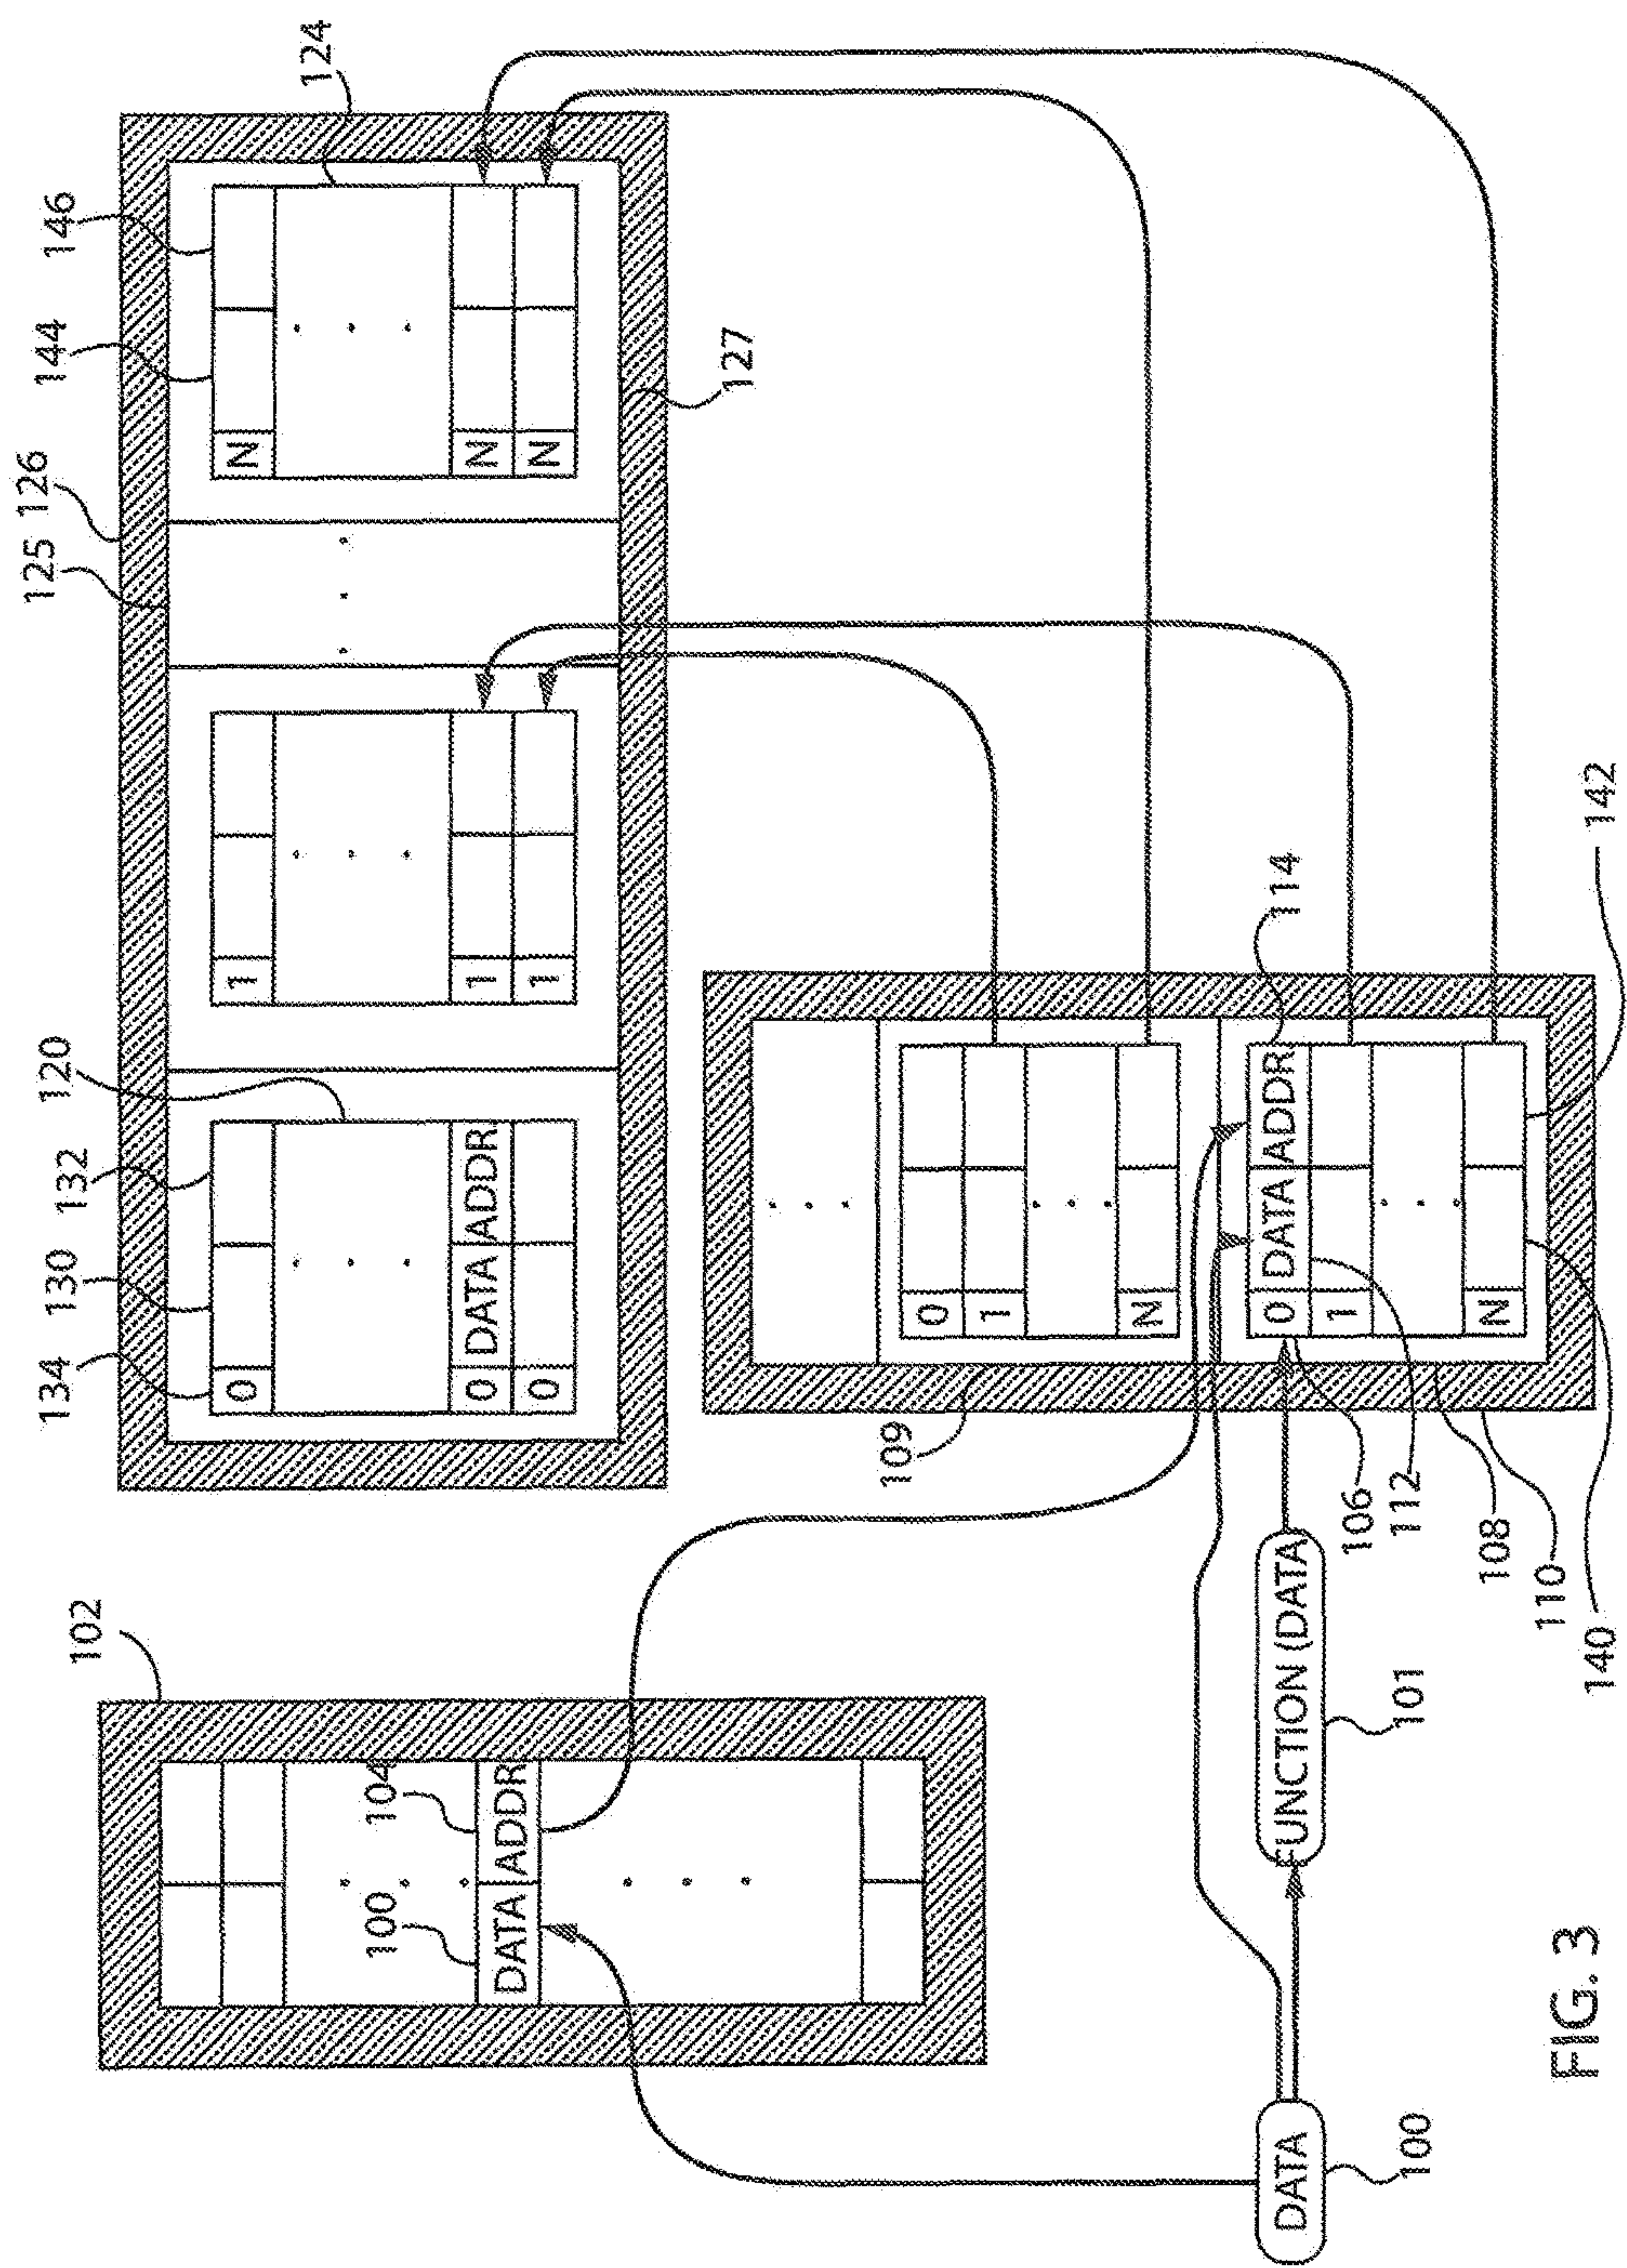 102
100 104
DATA ADDR
134 130 132 120 125 126 144 146 124
0 1 N
0 DATA ADDR 1 N
0 1 N
127
109
0
1
N
114
DATA FUNCTION (DATA 0 DATA ADDR
1
100 101 106
112
N
108
110
140 142
FIG. 3